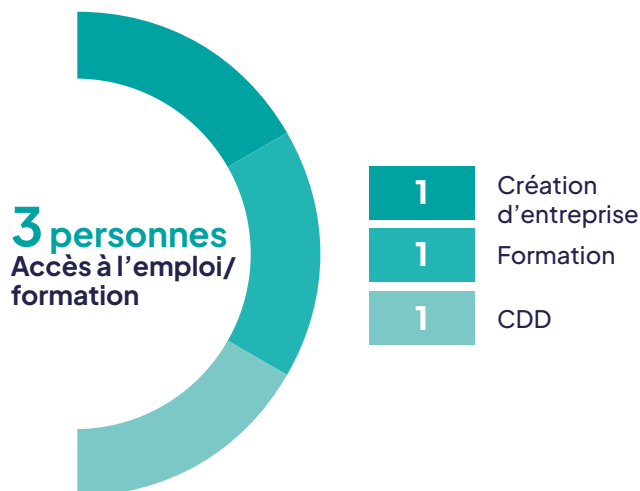 3 personnes
Accès à l’emploi/
formation
1
Création
d’entreprise
1
Formation
1
CDD